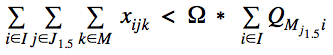 ∑_{i∈I} ∑_{j∈J_{1.5}} ∑_{k∈M} x_{ijk} < Ω * ∑_{i∈I} Q_{M_{j_{1.5}}i}